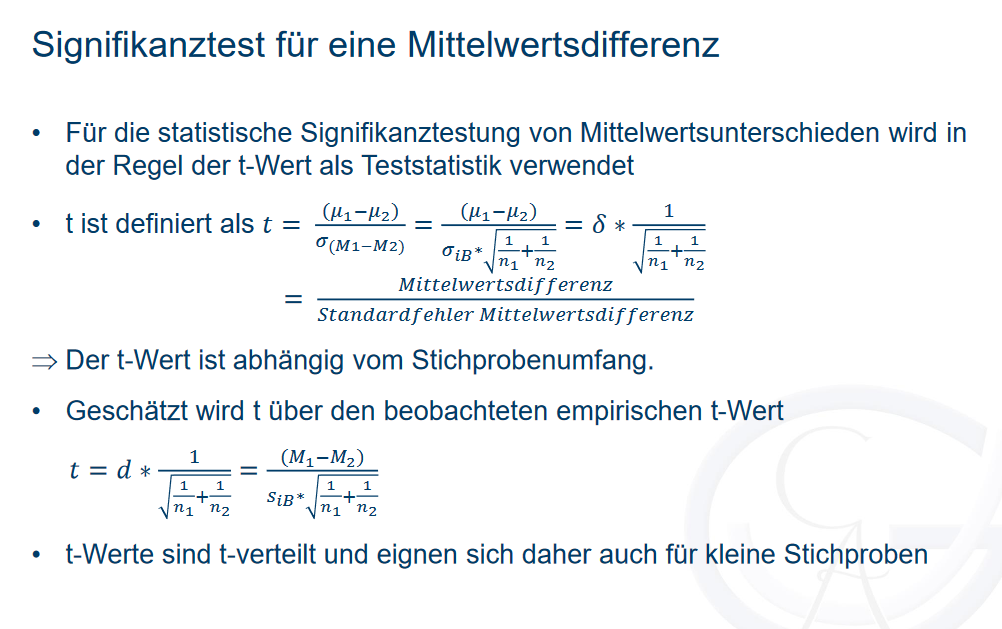 Signifikanztest für eine Mittelwertsdifferenz
• Für die statistische Signifikanztestung von Mittelwertsunterschieden wird in
der Regel der t-Wert als Teststatistik verwendet
• t ist definiert als t = (μ₁−μ₂)/σ(M1−M2) = (μ₁−μ₂)/(σiB*√(1/n₁+1/n₂)) = δ * 1/√(1/n₁+1/n₂)
= Mittelwertsdifferenz/Standardfehler Mittelwertsdifferenz
⇒ Der t-Wert ist abhängig vom Stichprobenumfang.
• Geschätzt wird t über den beobachteten empirischen t-Wert
t = d * 1/√(1/n₁+1/n₂) = (M₁−M₂)/(siB*√(1/n₁+1/n₂))
• t-Werte sind t-verteilt und eignen sich daher auch für kleine Stichproben